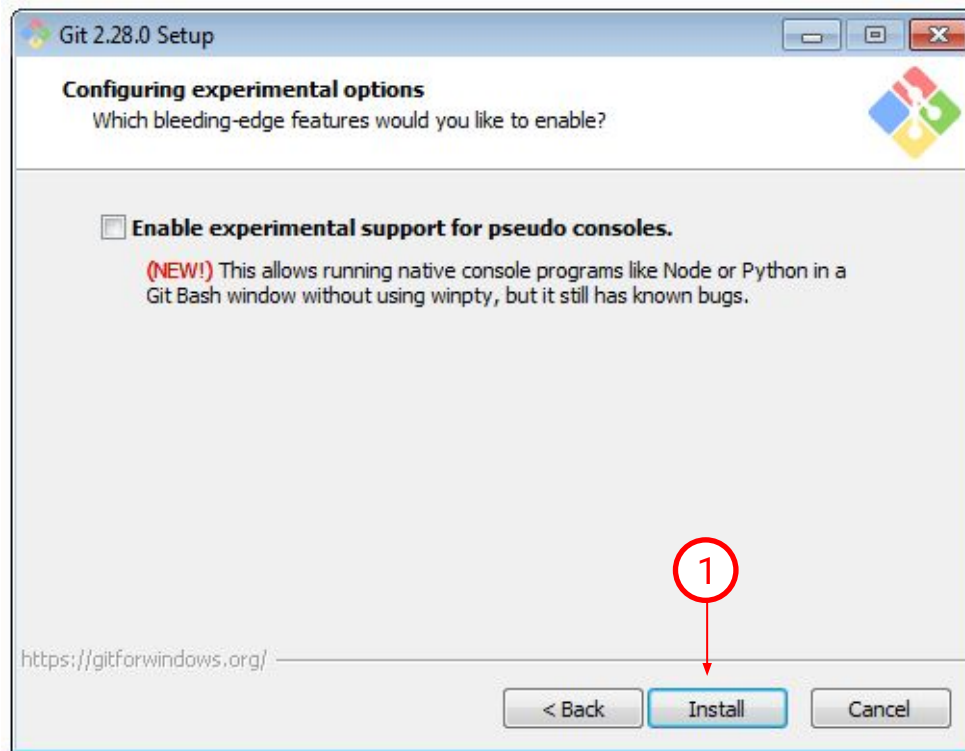 Git 2.28.0 Setup
Configuring experimental options
Which bleeding-edge features would you like to enable?
Enable experimental support for pseudo consoles.
(NEW!) This allows running native console programs like Node or Python in a
Git Bash window without using winpty, but it still has known bugs.
1
https://gitforwindows.org/
< Back
Install
Cancel